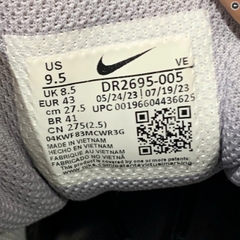 US
VE
9.5
DR2695-005
UK 8.5
05/24/23 07/19/23
EUR 43
UPC 00196604436625
cm 27.5
BR 41
CN 275(2.5)
04KWF83MCWR3G
MADE IN VIETNAM
FABRIQUÉ AU VIETNAM
HECHO EN VIETNAM
FEITO NO VIETNAM